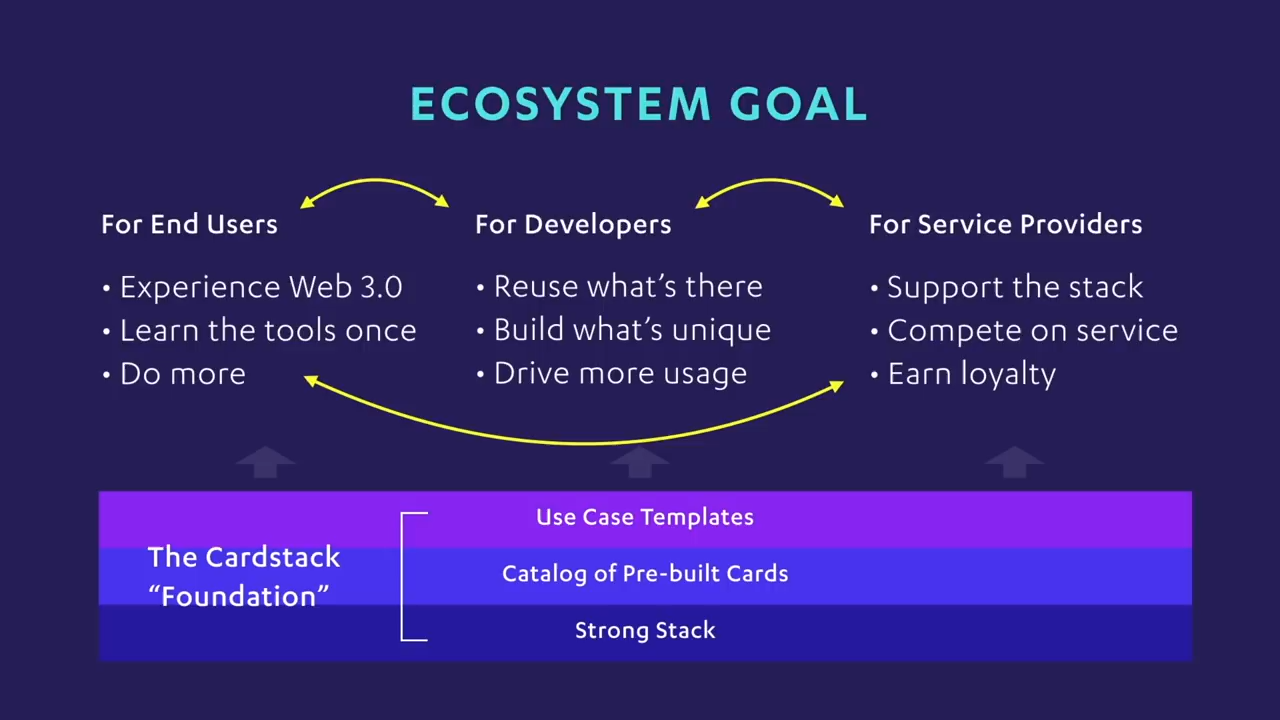 ECOSYSTEM GOAL
For End Users
• Experience Web 3.0
• Learn the tools once
• Do more
For Developers
• Reuse what’s there
• Build what’s unique
• Drive more usage
For Service Providers
• Support the stack
• Compete on service
• Earn loyalty
The Cardstack
“Foundation”
Use Case Templates
Catalog of Pre-built Cards
Strong Stack